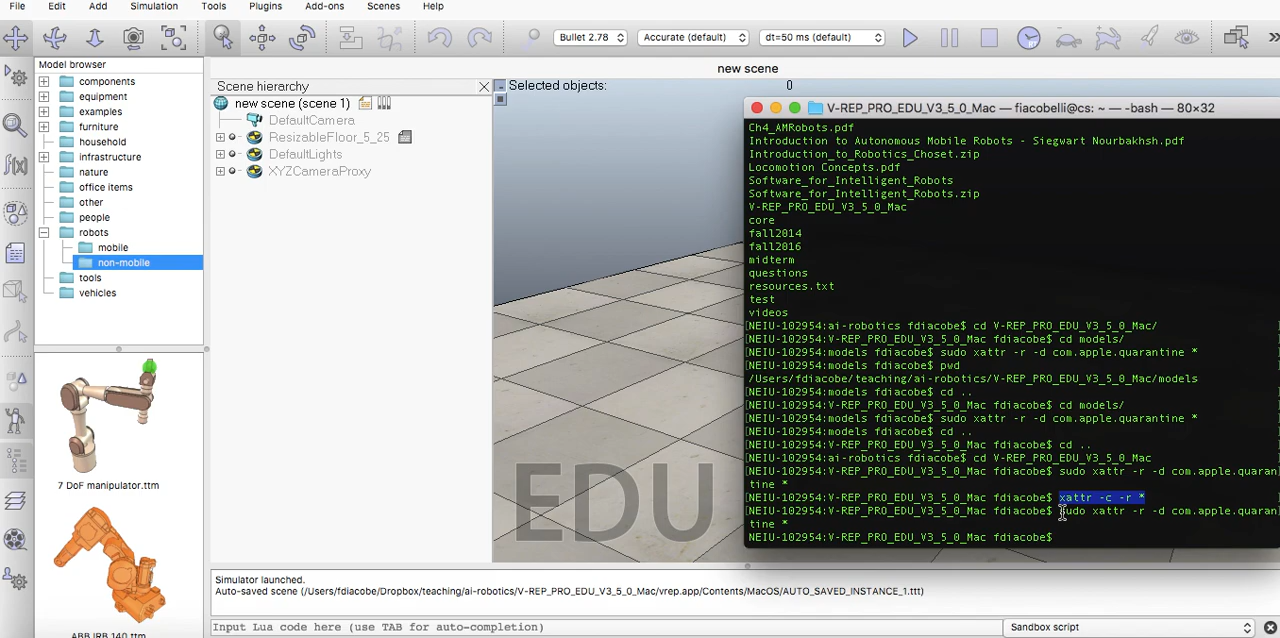 File Edit Add Simulation Tools Plugins Add-ons Scenes Help
Bullet 2.78 Accurate (default) dt=50 ms (default)
new scene
Model browser
components
equipment
examples
furniture
household
infrastructure
nature
office items
other
people
robots
mobile
non-mobile
tools
vehicles
7 DoF manipulator.ttm
ABB IRB 140.ttm
Scene hierarchy
new scene (scene 1)
DefaultCamera
ResizableFloor_5_25
DefaultLights
XYZCameraProxy
Selected objects: 0
EDU
V-REP_PRO_EDU_V3_5_0_Mac — fiacobelli@cs: ~ — -bash — 80×32
Ch4_AMRobots.pdf
Introduction to Autonomous Mobile Robots - Siegwart Nourbakhsh.pdf
Introduction_to_Robotics_Choset.zip
Locomotion Concepts.pdf
Software_for_Intelligent_Robots
Software_for_Intelligent_Robots.zip
V-REP_PRO_EDU_V3_5_0_Mac
core
fall2014
fall2016
midterm
questions
resources.txt
test
videos
[NEIU-102954:ai-robotics fdiacobe$ cd V-REP_PRO_EDU_V3_5_0_Mac/
[NEIU-102954:V-REP_PRO_EDU_V3_5_0_Mac fdiacobe$ cd models/
[NEIU-102954:models fdiacobe$ sudo xattr -r -d com.apple.quarantine *
[NEIU-102954:models fdiacobe$ pwd
/Users/fdiacobe/teaching/ai-robotics/V-REP_PRO_EDU_V3_5_0_Mac/models
[NEIU-102954:models fdiacobe$ cd ..
[NEIU-102954:V-REP_PRO_EDU_V3_5_0_Mac fdiacobe$ cd models/
[NEIU-102954:models fdiacobe$ sudo xattr -r -d com.apple.quarantine *
[NEIU-102954:models fdiacobe$ cd ..
[NEIU-102954:V-REP_PRO_EDU_V3_5_0_Mac fdiacobe$ cd ..
[NEIU-102954:ai-robotics fdiacobe$ cd V-REP_PRO_EDU_V3_5_0_Mac
[NEIU-102954:V-REP_PRO_EDU_V3_5_0_Mac fdiacobe$ sudo xattr -r -d com.apple.quaran
tine *
[NEIU-102954:V-REP_PRO_EDU_V3_5_0_Mac fdiacobe$ xattr -c -r *
[NEIU-102954:V-REP_PRO_EDU_V3_5_0_Mac fdiacobe$ sudo xattr -r -d com.apple.quaran
tine *
NEIU-102954:V-REP_PRO_EDU_V3_5_0_Mac fdiacobe$
Simulator launched.
Auto-saved scene (/Users/fdiacobe/Dropbox/teaching/ai-robotics/V-REP_PRO_EDU_V3_5_0_Mac/vrep.app/Contents/MacOS/AUTO_SAVED_INSTANCE_1.ttt)
Input Lua code here (use TAB for auto-completion)
Sandbox script